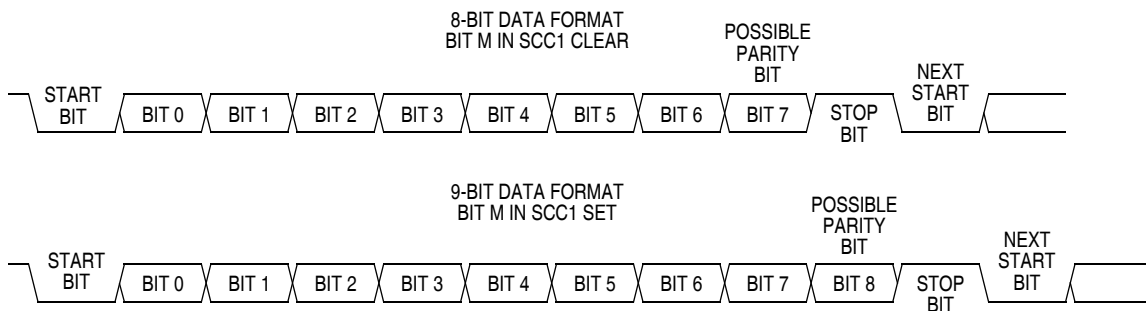 8-BIT DATA FORMAT
BIT M IN SCC1 CLEAR
POSSIBLE
PARITY
BIT
START
BIT
BIT 0
BIT 1
BIT 2
BIT 3
BIT 4
BIT 5
BIT 6
BIT 7
STOP
BIT
NEXT
START
BIT
9-BIT DATA FORMAT
BIT M IN SCC1 SET
POSSIBLE
PARITY
BIT
START
BIT
BIT 0
BIT 1
BIT 2
BIT 3
BIT 4
BIT 5
BIT 6
BIT 7
BIT 8
STOP
BIT
NEXT
START
BIT